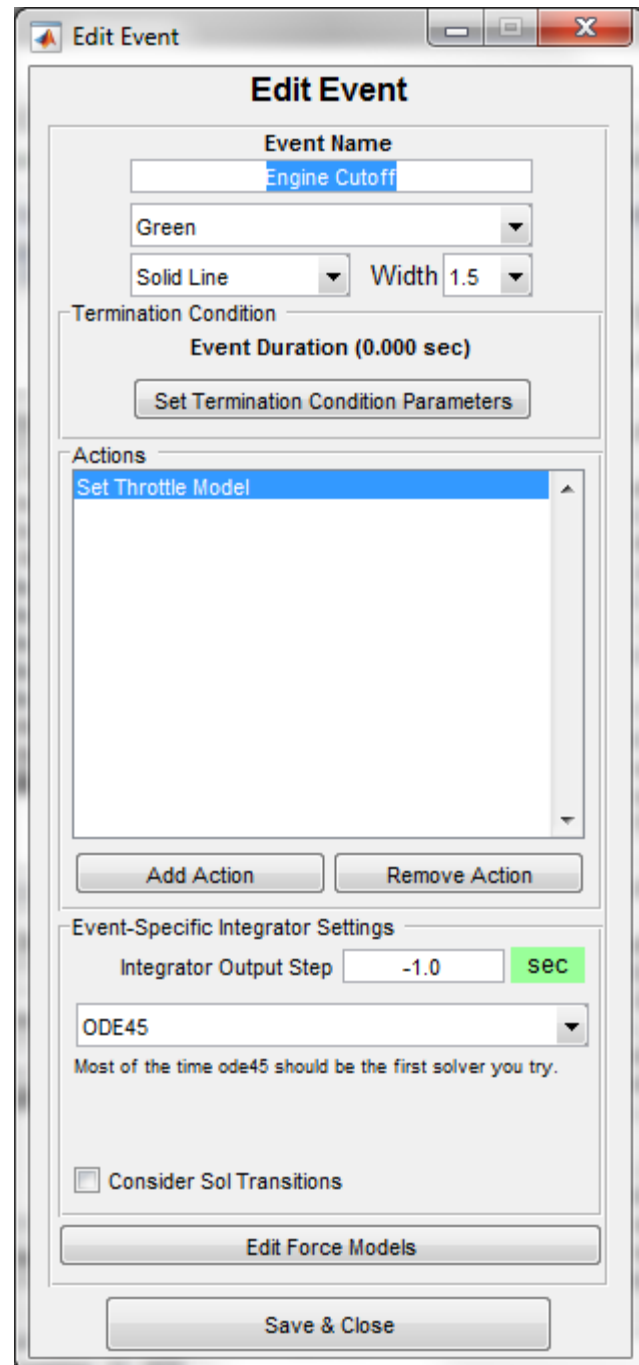 Edit Event
Edit Event
Event Name
Engine Cutoff
Green
Solid Line Width 1.5
Termination Condition
Event Duration (0.000 sec)
Set Termination Condition Parameters
Actions
Set Throttle Model
Add Action Remove Action
Event-Specific Integrator Settings
Integrator Output Step -1.0 sec
ODE45
Most of the time ode45 should be the first solver you try.
Consider SoI Transitions
Edit Force Models
Save & Close